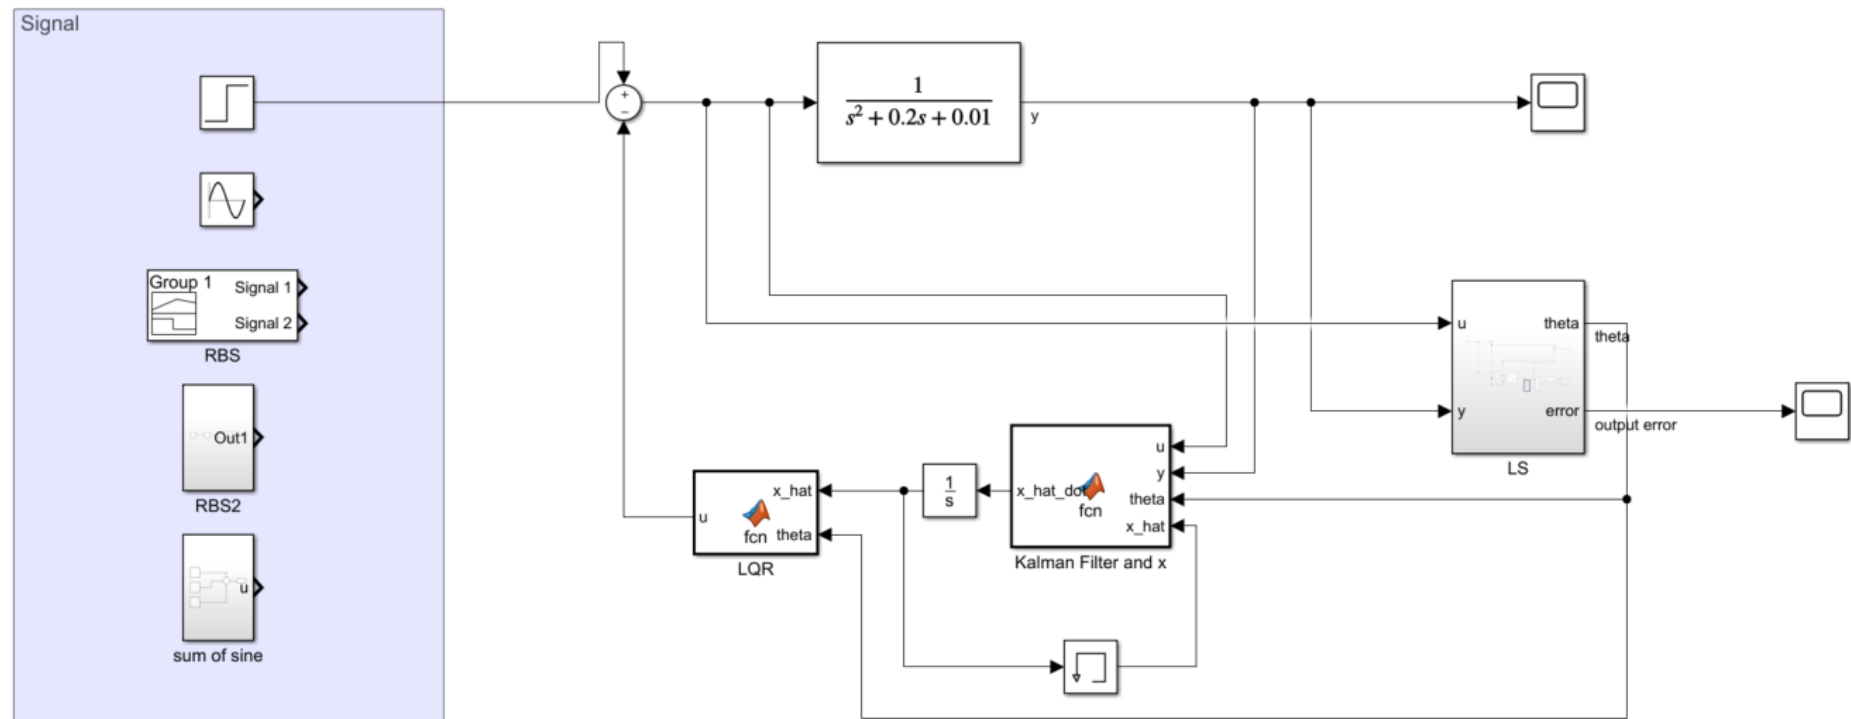 Signal
+
−
1
s² + 0.2s + 0.01
y
Group 1
Signal 1
Signal 2
RBS
Out1
RBS2
u
sum of sine
u
theta
theta
y
error
output error
LS
u
y
theta
x_hat
x_hat_dot
fcn
Kalman Filter and x
1
s
x_hat
u
fcn
theta
LQR